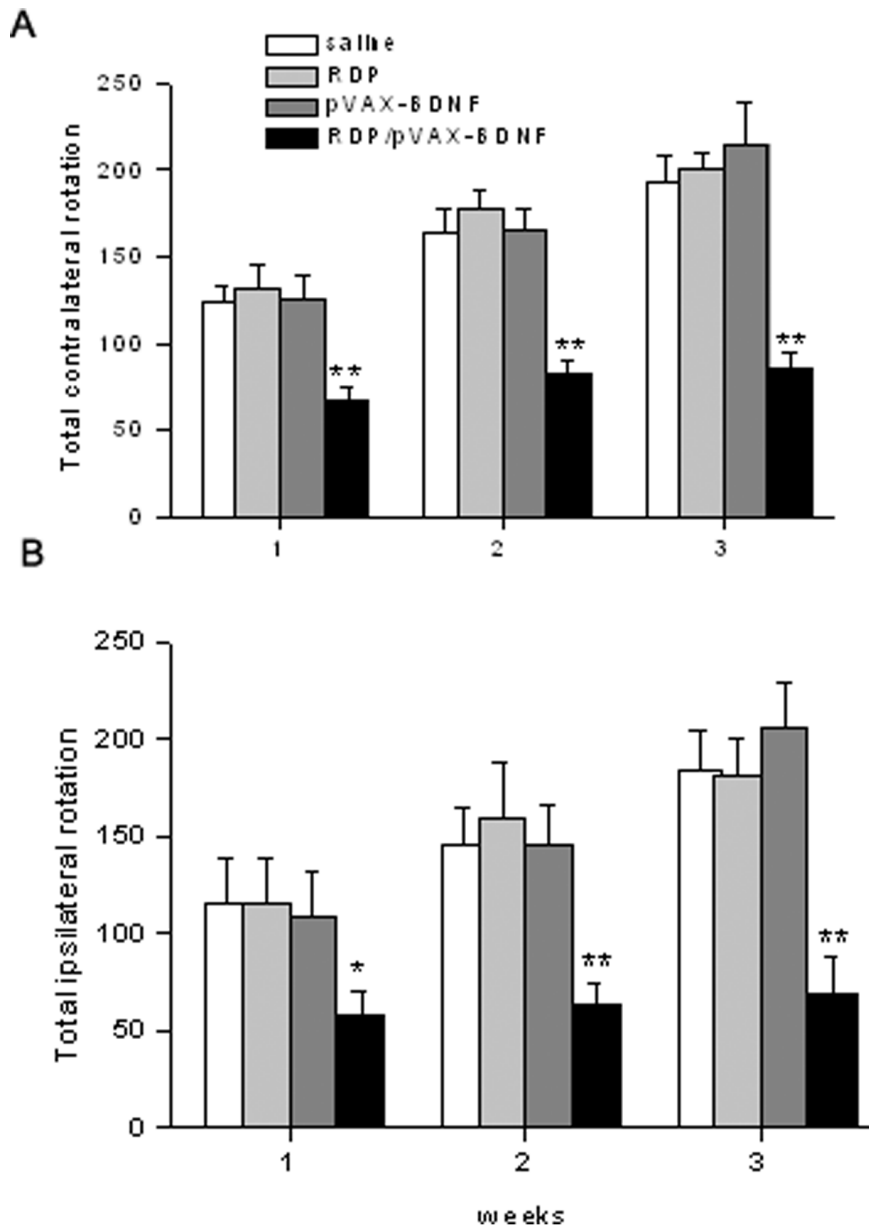 A
saline
RDP
pVAX-BDNF
RDP/pVAX-BDNF
Total contralateral rotation
250
200
150
100
50
0
**
**
**
1 2 3
B
Total ipsilateral rotation
250
200
150
100
50
0
*
**
**
1 2 3
weeks